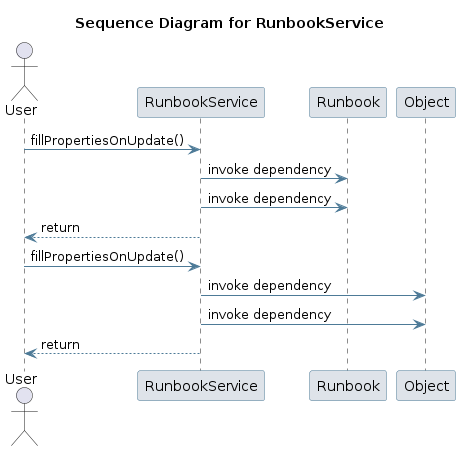 Sequence Diagram for RunbookService
User
RunbookService
Runbook
Object
fillPropertiesOnUpdate()
invoke dependency
invoke dependency
return
fillPropertiesOnUpdate()
invoke dependency
invoke dependency
return
User
RunbookService
Runbook
Object